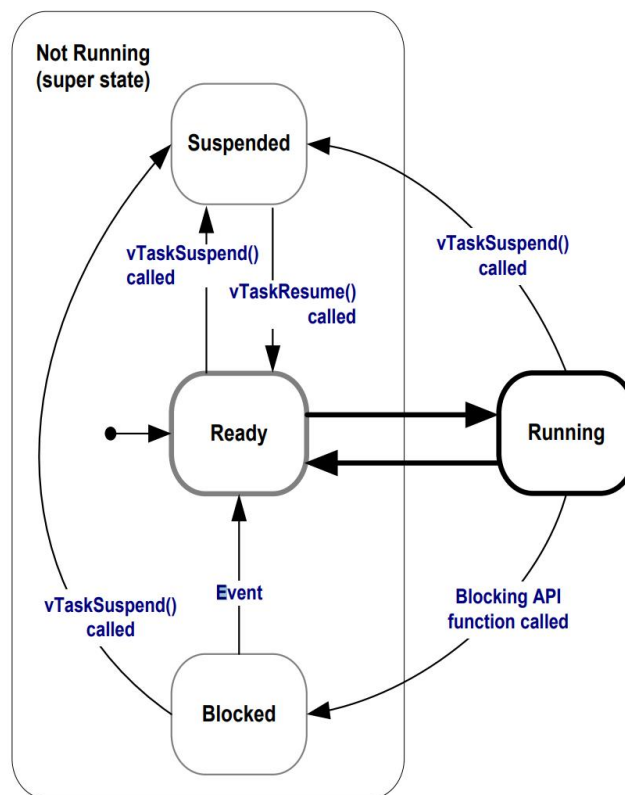 Not Running
(super state)
Suspended
vTaskSuspend()
called
vTaskSuspend()
called
vTaskResume()
called
Ready
Running
Event
vTaskSuspend()
called
Blocking API
function called
Blocked